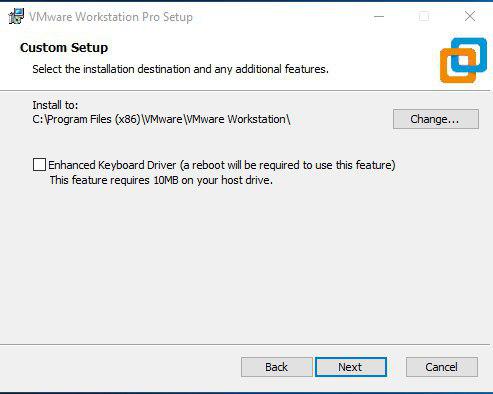 VMware Workstation Pro Setup
Custom Setup
Select the installation destination and any additional features.
Install to:
C:\Program Files (x86)\VMware\VMware Workstation\
Change...
Enhanced Keyboard Driver (a reboot will be required to use this feature)
This feature requires 10MB on your host drive.
Back
Next
Cancel